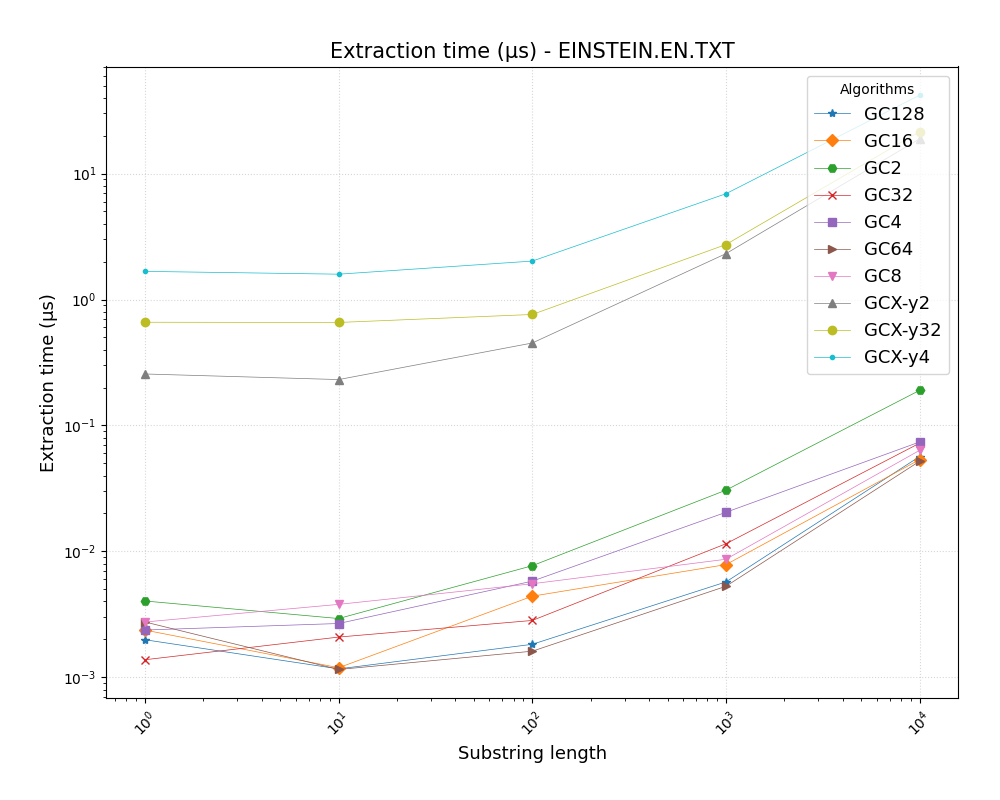 Extraction time (μs) - EINSTEIN.EN.TXT
Algorithms
GC128
GC16
GC2
GC32
GC4
GC64
GC8
GCX-y2
GCX-y32
GCX-y4
Extraction time (μs)
10¹
10⁰
10⁻¹
10⁻²
10⁻³
10⁰
10¹
10²
10³
10⁴
Substring length